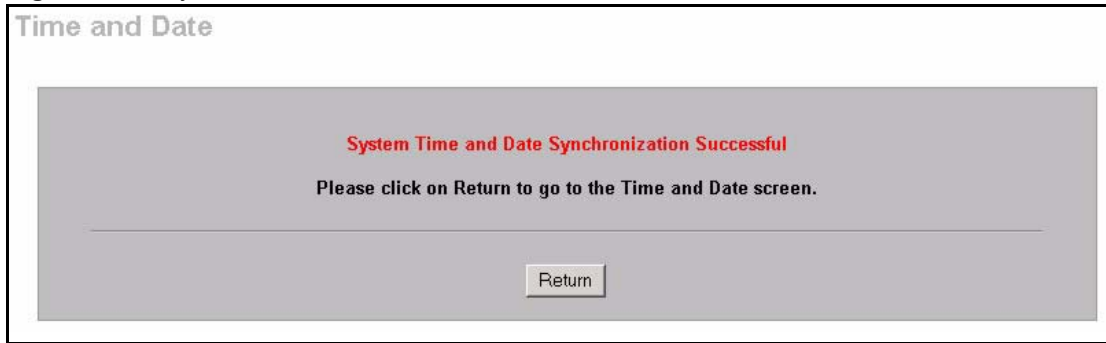 Time and Date
System Time and Date Synchronization Successful
Please click on Return to go to the Time and Date screen.
Return